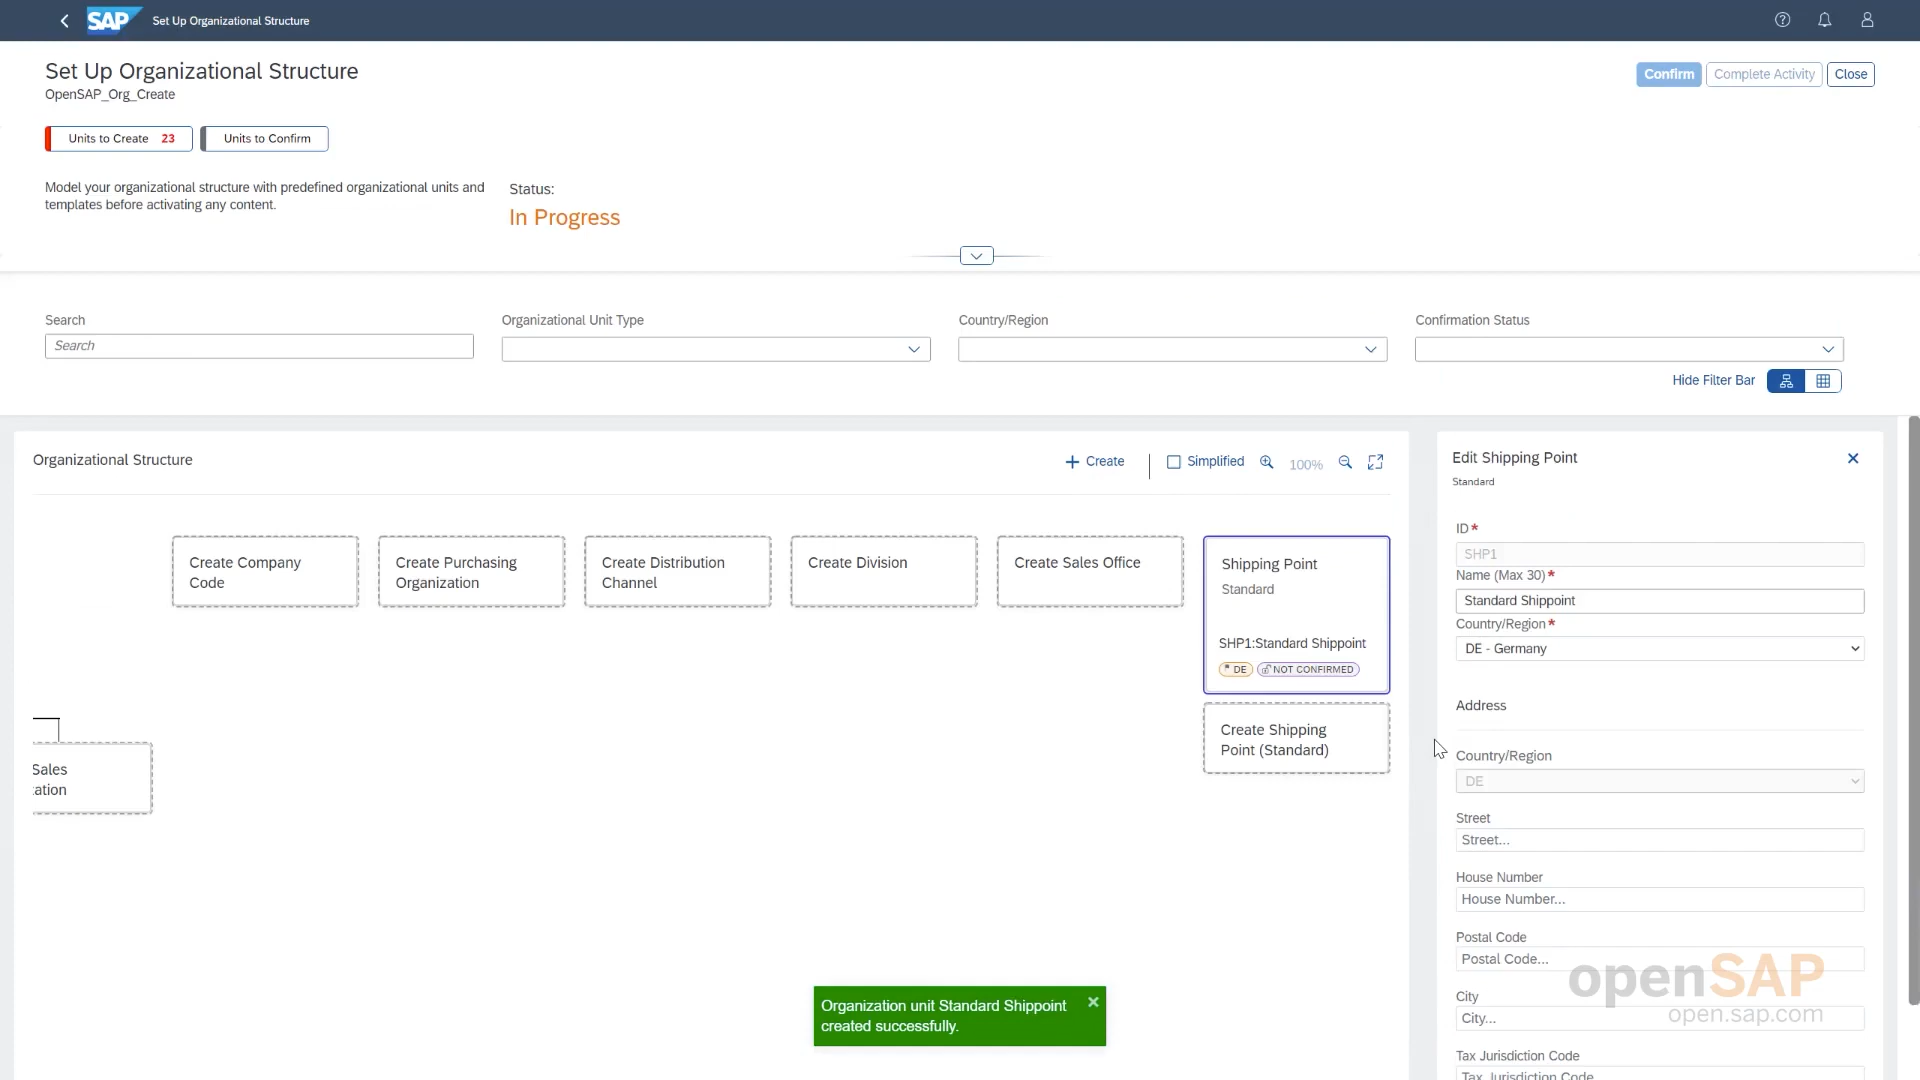 SAP Set Up Organizational Structure
Set Up Organizational Structure
OpenSAP_Org_Create
Confirm Complete Activity Close
Units to Create 23 Units to Confirm
Model your organizational structure with predefined organizational units and
templates before activating any content.
Status:
In Progress
Search
Search
Organizational Unit Type
Country/Region
Confirmation Status
Hide Filter Bar
Organizational Structure
Create
Simplified
100%
Create Company
Code
Create Purchasing
Organization
Create Distribution
Channel
Create Division
Create Sales Office
Shipping Point
Standard
SHP1:Standard Shippoint
DE NOT CONFIRMED
Create Shipping
Point (Standard)
Sales
zation
Organization unit Standard Shippoint
created successfully.
Edit Shipping Point
Standard
ID*
SHP1
Name (Max 30)*
Standard Shippoint
Country/Region*
DE - Germany
Address
Country/Region
DE
Street
Street...
House Number
House Number...
Postal Code
Postal Code...
City
City...
Tax Jurisdiction Code
Tax Jurisdiction Code
openSAP
open.sap.com